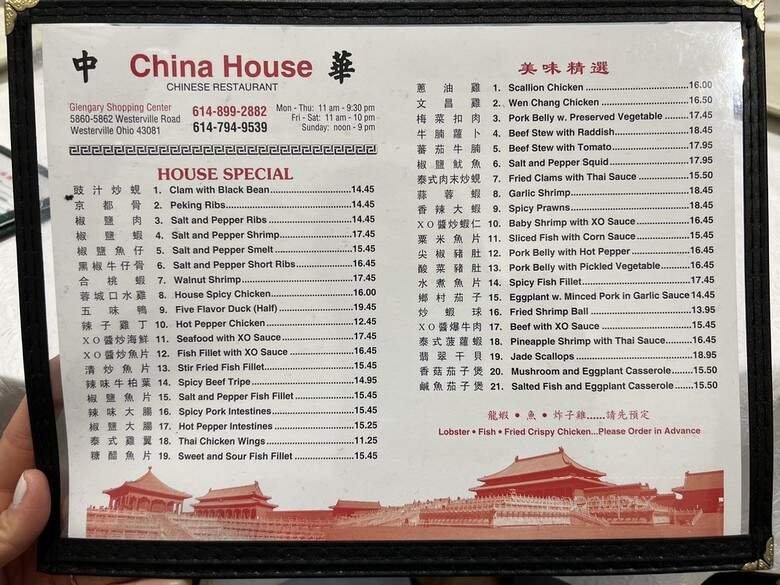 中 China House 華
CHINESE RESTAURANT
Glengary Shopping Center
5860-5862 Westerville Road
Westerville Ohio 43081
614-899-2882
614-794-9539
Mon - Thu: 11 am - 9:30 pm
Fri - Sat: 11 am - 10 pm
Sunday: noon - 9 pm
HOUSE SPECIAL
豉汁炒蜆 1. Clam with Black Bean 14.45
京都骨 2. Peking Ribs 14.45
椒鹽肉 3. Salt and Pepper Ribs 14.45
椒鹽蝦 4. Salt and Pepper Shrimp 17.45
椒鹽魚仔 5. Salt and Pepper Smelt 15.45
黑椒牛仔骨 6. Salt and Pepper Short Ribs 16.45
合桃蝦 7. Walnut Shrimp 17.45
蓉城口水雞 8. House Spicy Chicken 16.00
五味鴨 9. Five Flavor Duck (Half) 19.45
辣子雞丁 10. Hot Pepper Chicken 12.45
XO醬炒海鮮 11. Seafood with XO Sauce 17.45
XO醬炒魚片 12. Fish Fillet with XO Sauce 16.45
清炒魚片 13. Stir Fried Fish Fillet 15.45
辣味牛柏葉 14. Spicy Beef Tripe 14.95
椒鹽魚片 15. Salt and Pepper Fish Fillet 15.45
辣味大腸 16. Spicy Pork Intestines 15.45
椒鹽大腸 17. Hot Pepper Intestines 15.25
泰式雞翼 18. Thai Chicken Wings 11.25
糖醋魚片 19. Sweet and Sour Fish Fillet 15.45
美味精選
蔥油雞 1. Scallion Chicken 16.00
文昌雞 2. Wen Chang Chicken 16.50
梅菜扣肉 3. Pork Belly w. Preserved Vegetable 17.45
牛腩蘿卜 4. Beef Stew with Raddish 18.45
蕃茄牛腩 5. Beef Stew with Tomato 17.95
椒鹽魷魚 6. Salt and Pepper Squid 17.95
泰式肉末炒蜆 7. Fried Clams with Thai Sauce 15.50
蒜蓉蝦 8. Garlic Shrimp 18.45
香辣大蝦 9. Spicy Prawns 18.45
XO醬炒蝦仁 10. Baby Shrimp with XO Sauce 16.45
粟米魚片 11. Sliced Fish with Corn Sauce 15.45
尖椒豬肚 12. Pork Belly with Hot Pepper 16.45
酸菜豬肚 13. Pork Belly with Pickled Vegetable 16.45
水煮魚片 14. Spicy Fish Fillet 17.45
鄉村茄子 15. Eggplant w. Minced Pork in Garlic Sauce 14.45
炒蝦球 16. Fried Shrimp Ball 13.95
XO醬爆牛肉 17. Beef with XO Sauce 15.45
泰式菠蘿蝦 18. Pineapple Shrimp with Thai Sauce 16.45
翡翠干貝 19. Jade Scallops 18.95
香菇茄子煲 20. Mushroom and Eggplant Casserole 15.50
鹹魚茄子煲 21. Salted Fish and Eggplant Casserole 15.50
龍蝦 • 魚 • 炸子雞......請先預定
Lobster • Fish • Fried Crispy Chicken...Please Order in Advance